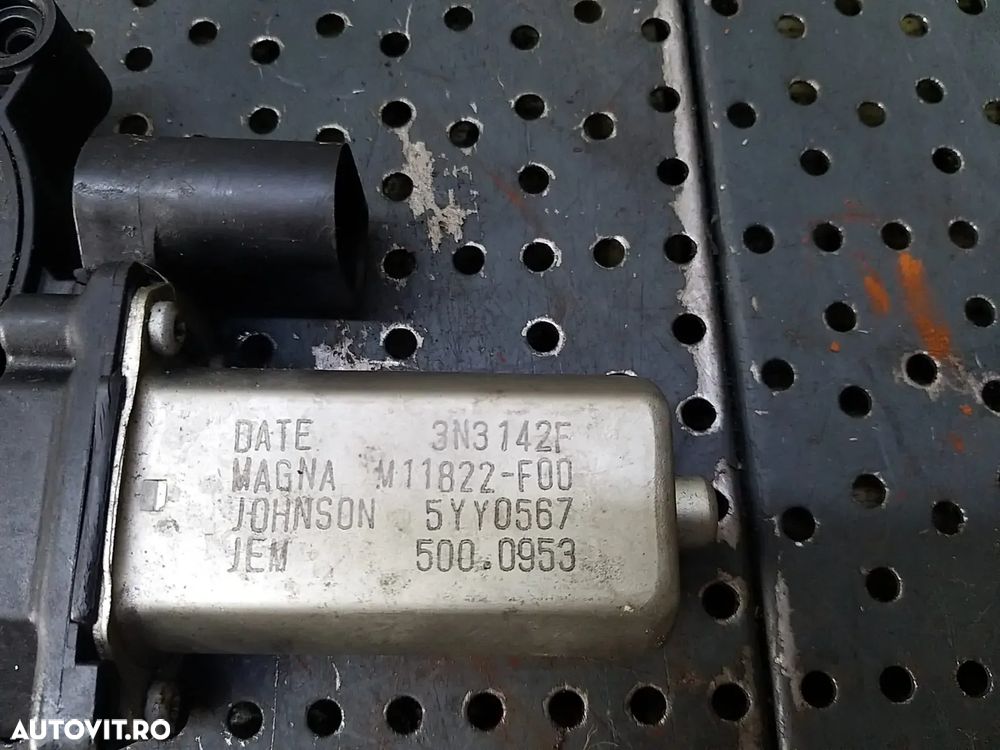 DATE 3N3142F
MAGNA M11822-F00
JOHNSON 5YY0567
JEM 500.0953
AUTOVIT.RO